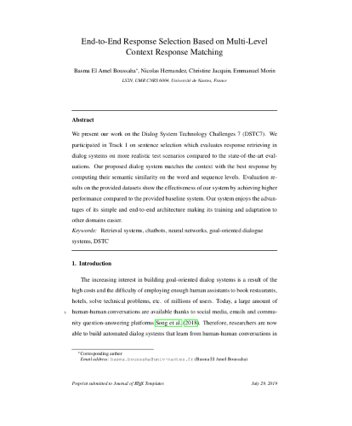 End-to-End Response Selection Based on Multi-Level
Context Response Matching
Basma El Amel Boussaha*, Nicolas Hernandez, Christine Jacquin, Emmanuel Morin
LS2N, UMR CNRS 6004, Université de Nantes, France
Abstract
We present our work on the Dialog System Technology Challenges 7 (DSTC7). We
participated in Track 1 on sentence selection which evaluates response retrieving in
dialog systems on more realistic test scenarios compared to the state-of-the-art eval-
uations. Our proposed dialog system matches the context with the best response by
computing their semantic similarity on the word and sequence levels. Evaluation re-
sults on the provided datasets show the effectiveness of our system by achieving higher
performance compared to the provided baseline system. Our system enjoys the advan-
tages of its simple and end-to-end architecture making its training and adaptation to
other domains easier.
Keywords: Retrieval systems, chatbots, neural networks, goal-oriented dialogue
systems, DSTC
1. Introduction
The increasing interest in building goal-oriented dialog systems is a result of the
high costs and the difficulty of employing enough human assistants to book restaurants,
hotels, solve technical problems, etc. of millions of users. Today, a large amount of
5 human-human conversations are available thanks to social media, emails and commu-
nity question-answering platforms Song et al. (2018). Therefore, researchers are now
able to build automated dialog systems that learn from human-human conversations in
*Corresponding author
Email address: (Basma El Amel Boussaha)
Preprint submitted to Journal of LATEX Templates
July 29, 2019